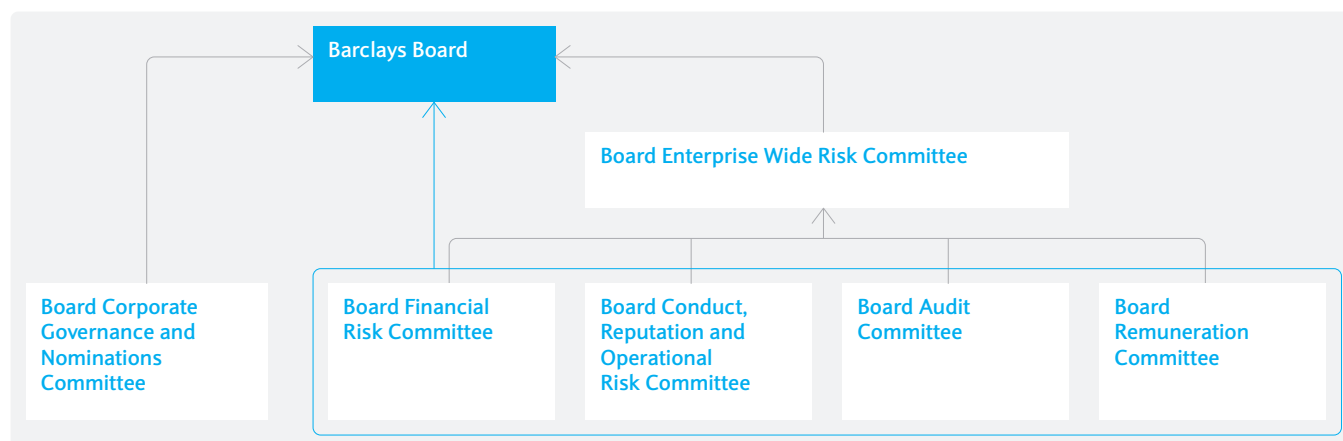 Barclays Board
Board Enterprise Wide Risk Committee
Board Corporate
Governance and
Nominations
Committee
Board Financial
Risk Committee
Board Conduct,
Reputation and
Operational
Risk Committee
Board Audit
Committee
Board
Remuneration
Committee